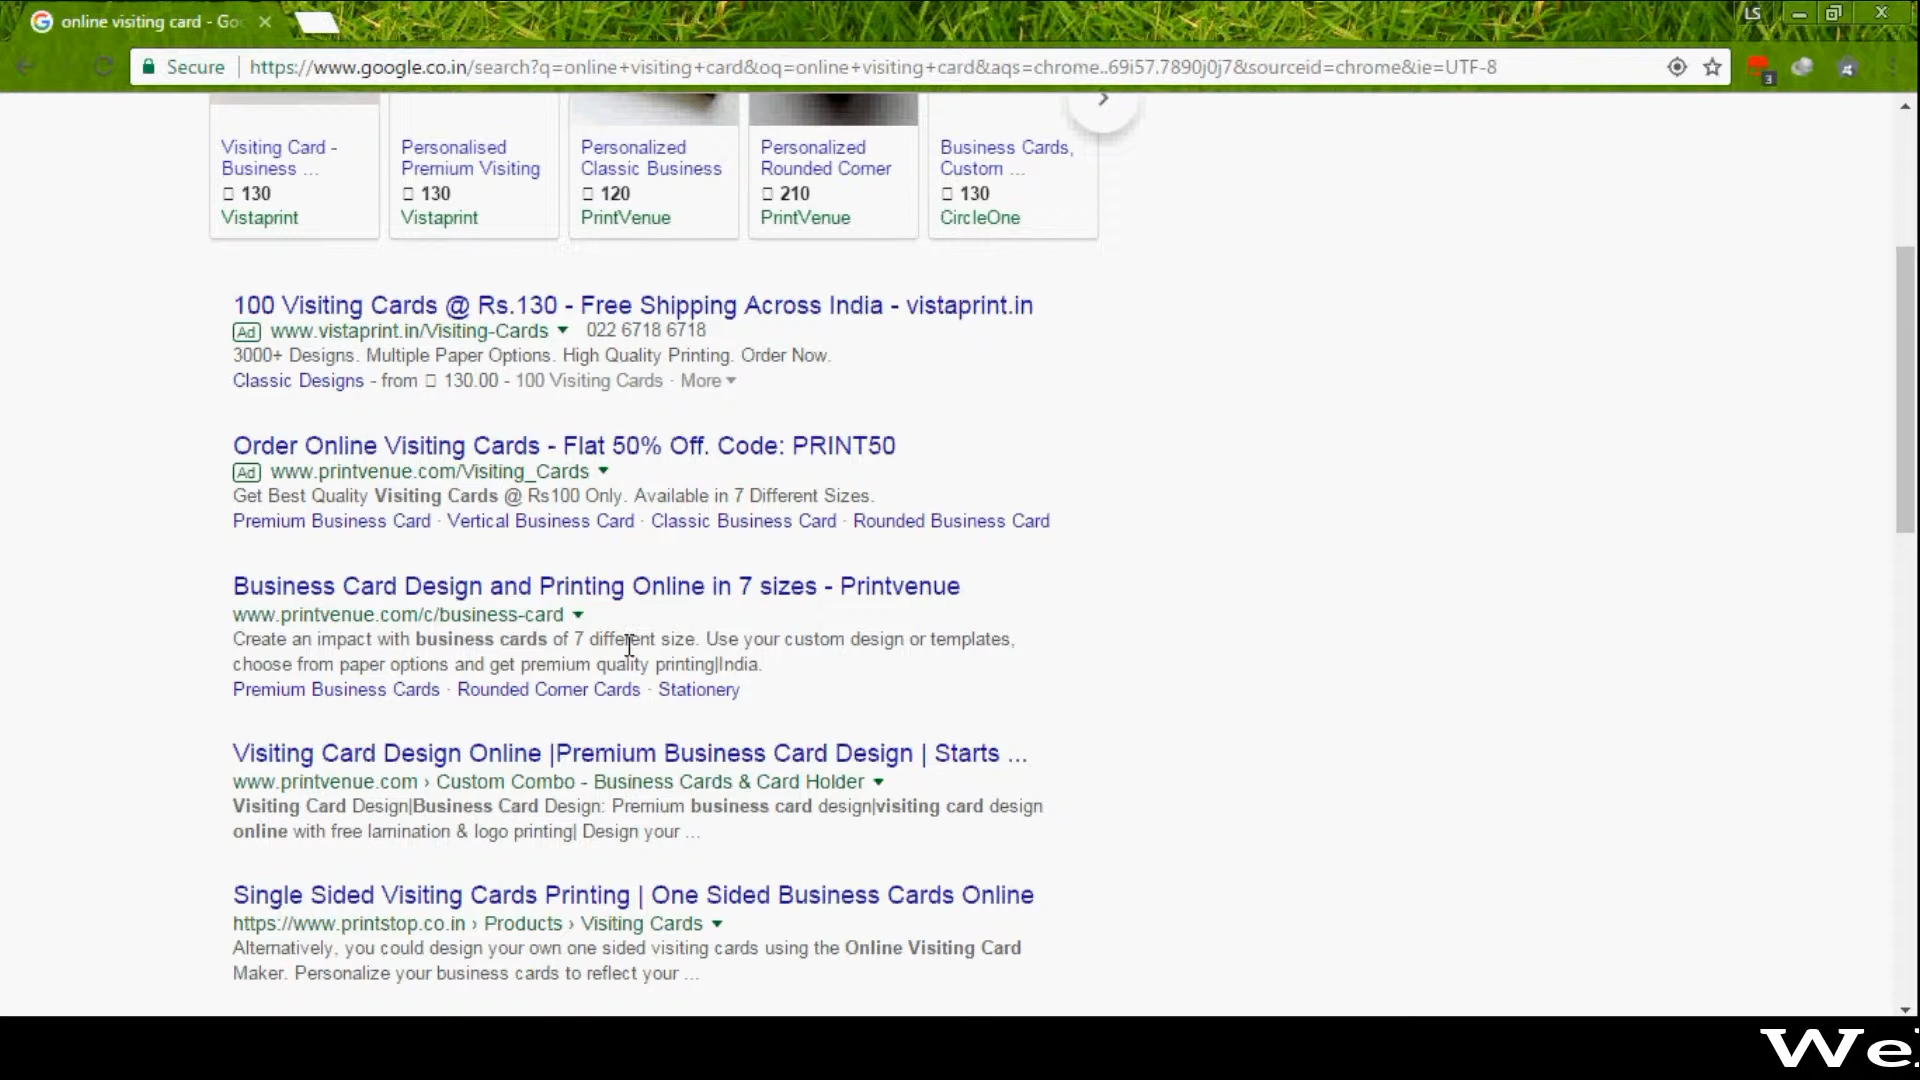 online visiting card - Go
LS
Secure
https://www.google.co.in/search?q=online+visiting+card&oq=online+visiting+card&aqs=chrome..69i57.7890j0j7&sourceid=chrome&ie=UTF-8
3
Visiting Card -
Business ...
130
Vistaprint
Personalised
Premium Visiting
130
Vistaprint
Personalized
Classic Business
120
PrintVenue
Personalized
Rounded Corner
210
PrintVenue
Business Cards,
Custom ...
130
CircleOne
100 Visiting Cards @ Rs.130 - Free Shipping Across India - vistaprint.in
Ad www.vistaprint.in/Visiting-Cards 022 6718 6718
3000+ Designs. Multiple Paper Options. High Quality Printing. Order Now.
Classic Designs - from 130.00 - 100 Visiting Cards · More
Order Online Visiting Cards - Flat 50% Off. Code: PRINT50
Ad www.printvenue.com/Visiting_Cards
Get Best Quality Visiting Cards @ Rs100 Only. Available in 7 Different Sizes.
Premium Business Card · Vertical Business Card · Classic Business Card · Rounded Business Card
Business Card Design and Printing Online in 7 sizes - Printvenue
www.printvenue.com/c/business-card
Create an impact with business cards of 7 different size. Use your custom design or templates,
choose from paper options and get premium quality printing|India.
Premium Business Cards · Rounded Corner Cards · Stationery
Visiting Card Design Online |Premium Business Card Design | Starts ...
www.printvenue.com › Custom Combo - Business Cards & Card Holder
Visiting Card Design|Business Card Design: Premium business card design|visiting card design
online with free lamination & logo printing| Design your ...
Single Sided Visiting Cards Printing | One Sided Business Cards Online
https://www.printstop.co.in › Products › Visiting Cards
Alternatively, you could design your own one sided visiting cards using the Online Visiting Card
Maker. Personalize your business cards to reflect your ...
We